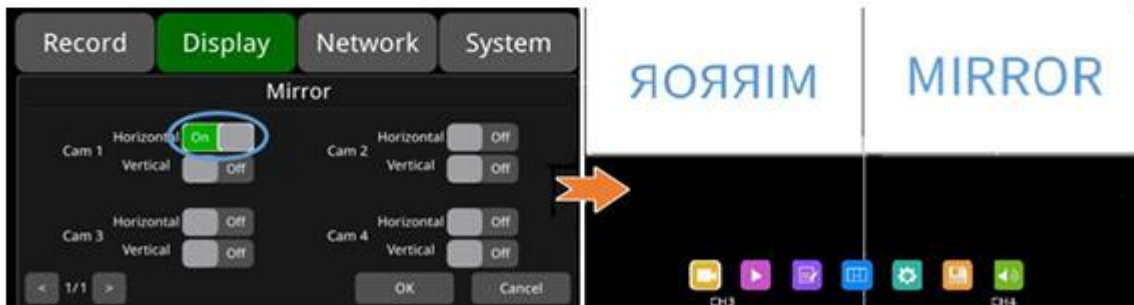 Record Display Network System
Mirror
Cam 1 Horizontal On
Vertical Off
Cam 2 Horizontal Off
Vertical Off
Cam 3 Horizontal Off
Vertical Off
Cam 4 Horizontal Off
Vertical Off
< 1/1 > OK Cancel
MIRROR
MIRROR
CH3
CH4